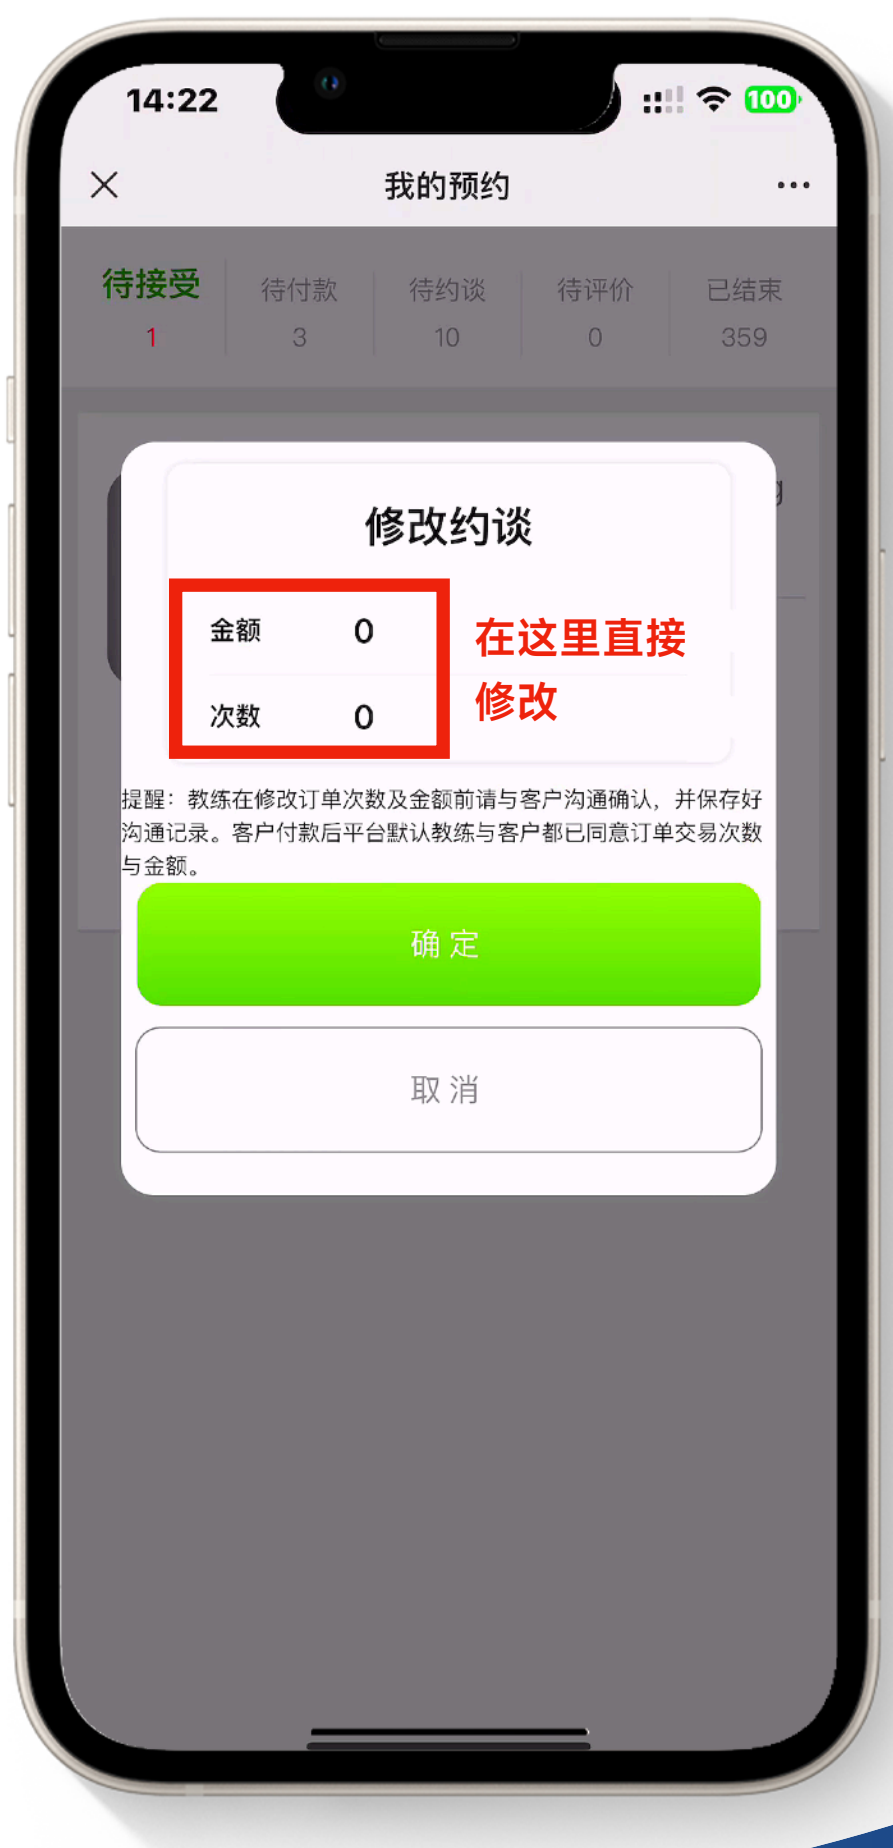 14:22
100
我的预约
待接受
待付款
待约谈
待评价
已结束
1
3
10
0
359
修改约谈
金额 0
在这里直接
修改
次数 0
提醒：教练在修改订单次数及金额前请与客户沟通确认，并保存好
沟通记录。客户付款后平台默认教练与客户都已同意订单交易次数
与金额。
确定
取消